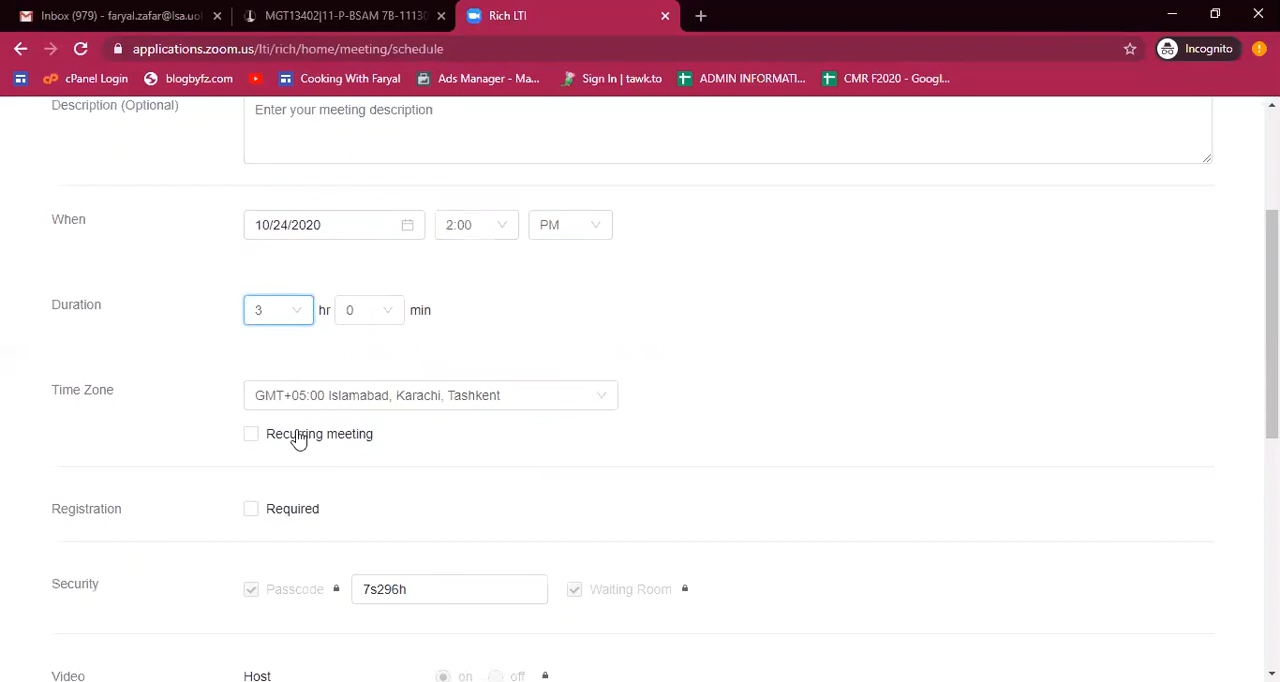 Inbox (979) - faryal.zafar@lsa.uol
MGT13402|11-P-BSAM 7B-11130
Rich LTI
applications.zoom.us/lti/rich/home/meeting/schedule
Incognito
cPanel Login
blogbyfz.com
Cooking With Faryal
Ads Manager - Ma...
Sign In | tawk.to
ADMIN INFORMATI...
CMR F2020 - Googl...
Description (Optional)
Enter your meeting description
When
10/24/2020
2:00
PM
Duration
3
hr
0
min
Time Zone
GMT+05:00 Islamabad, Karachi, Tashkent
Recurring meeting
Registration
Required
Security
Passcode
7s296h
Waiting Room
Video
Host
on
off